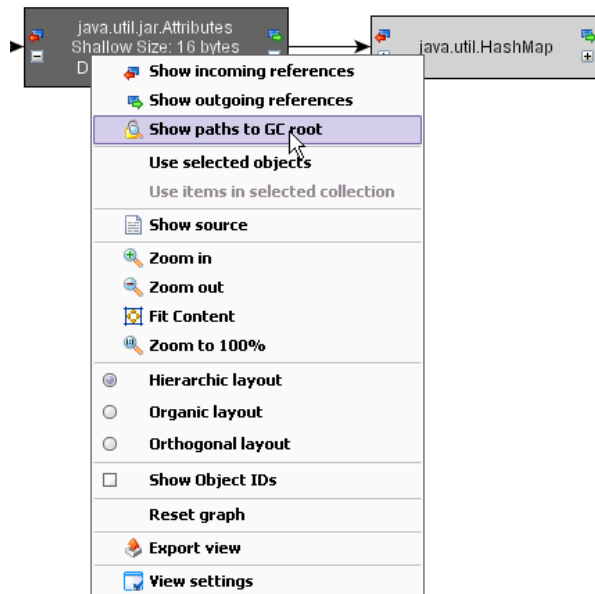 java.util.jar.Attributes
Shallow Size: 16 bytes
D
java.util.HashMap
Show incoming references
Show outgoing references
Show paths to GC root
Use selected objects
Use items in selected collection
Show source
Zoom in
Zoom out
Fit Content
Zoom to 100%
Hierarchic layout
Organic layout
Orthogonal layout
Show Object IDs
Reset graph
Export view
View settings